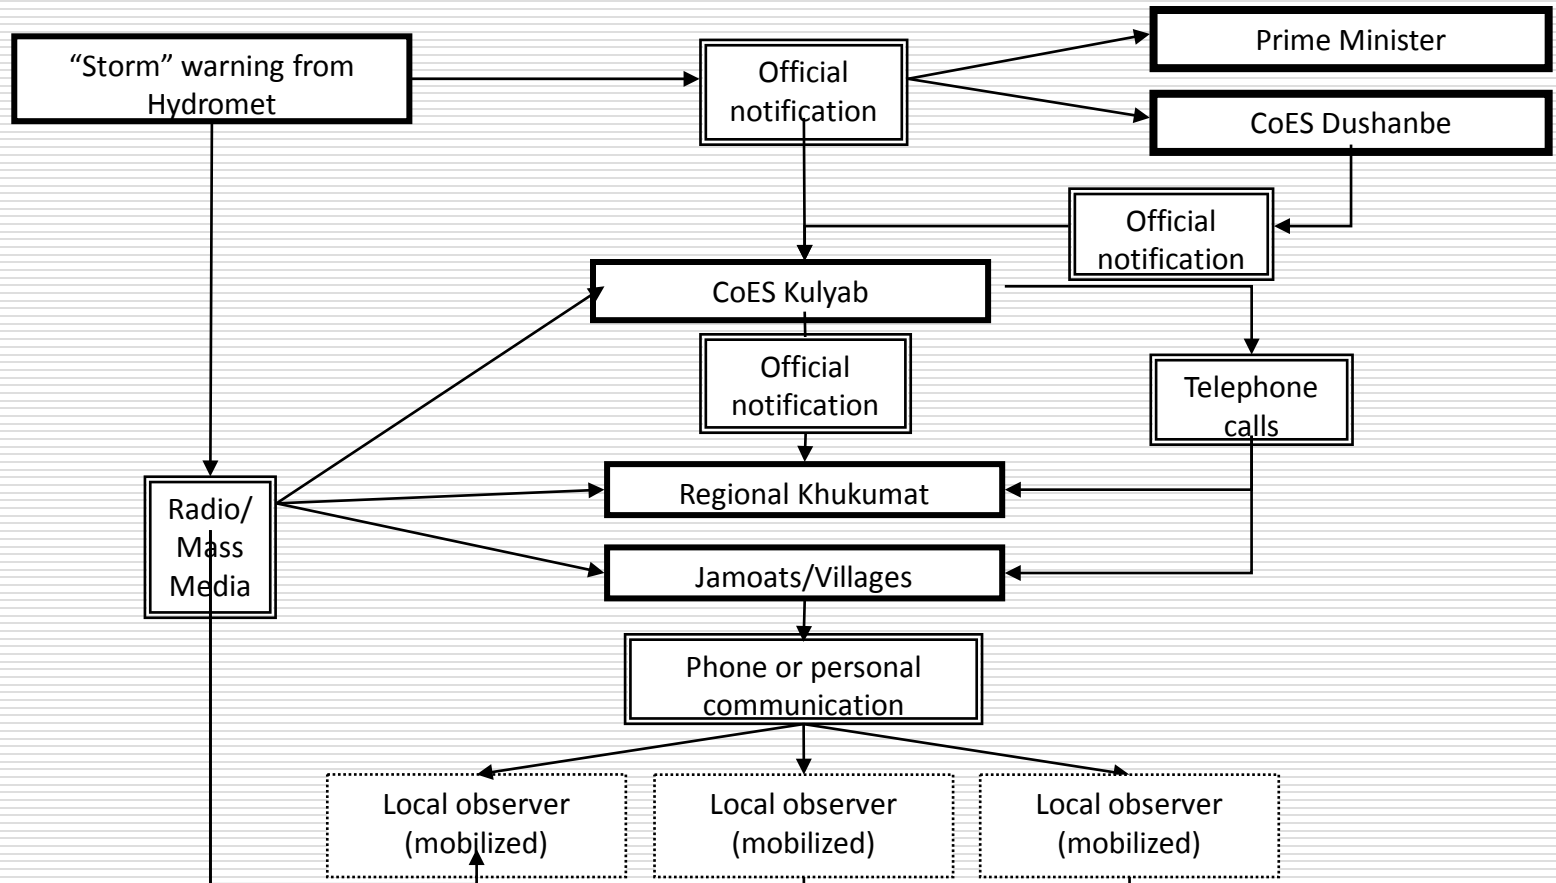 “Storm” warning from
Hydromet
Official
notification
Prime Minister
CoES Dushanbe
Official
notification
CoES Kulyab
Official
notification
Telephone
calls
Regional Khukumat
Radio/
Mass
Media
Jamoats/Villages
Phone or personal
communication
Local observer
(mobilized)
Local observer
(mobilized)
Local observer
(mobilized)